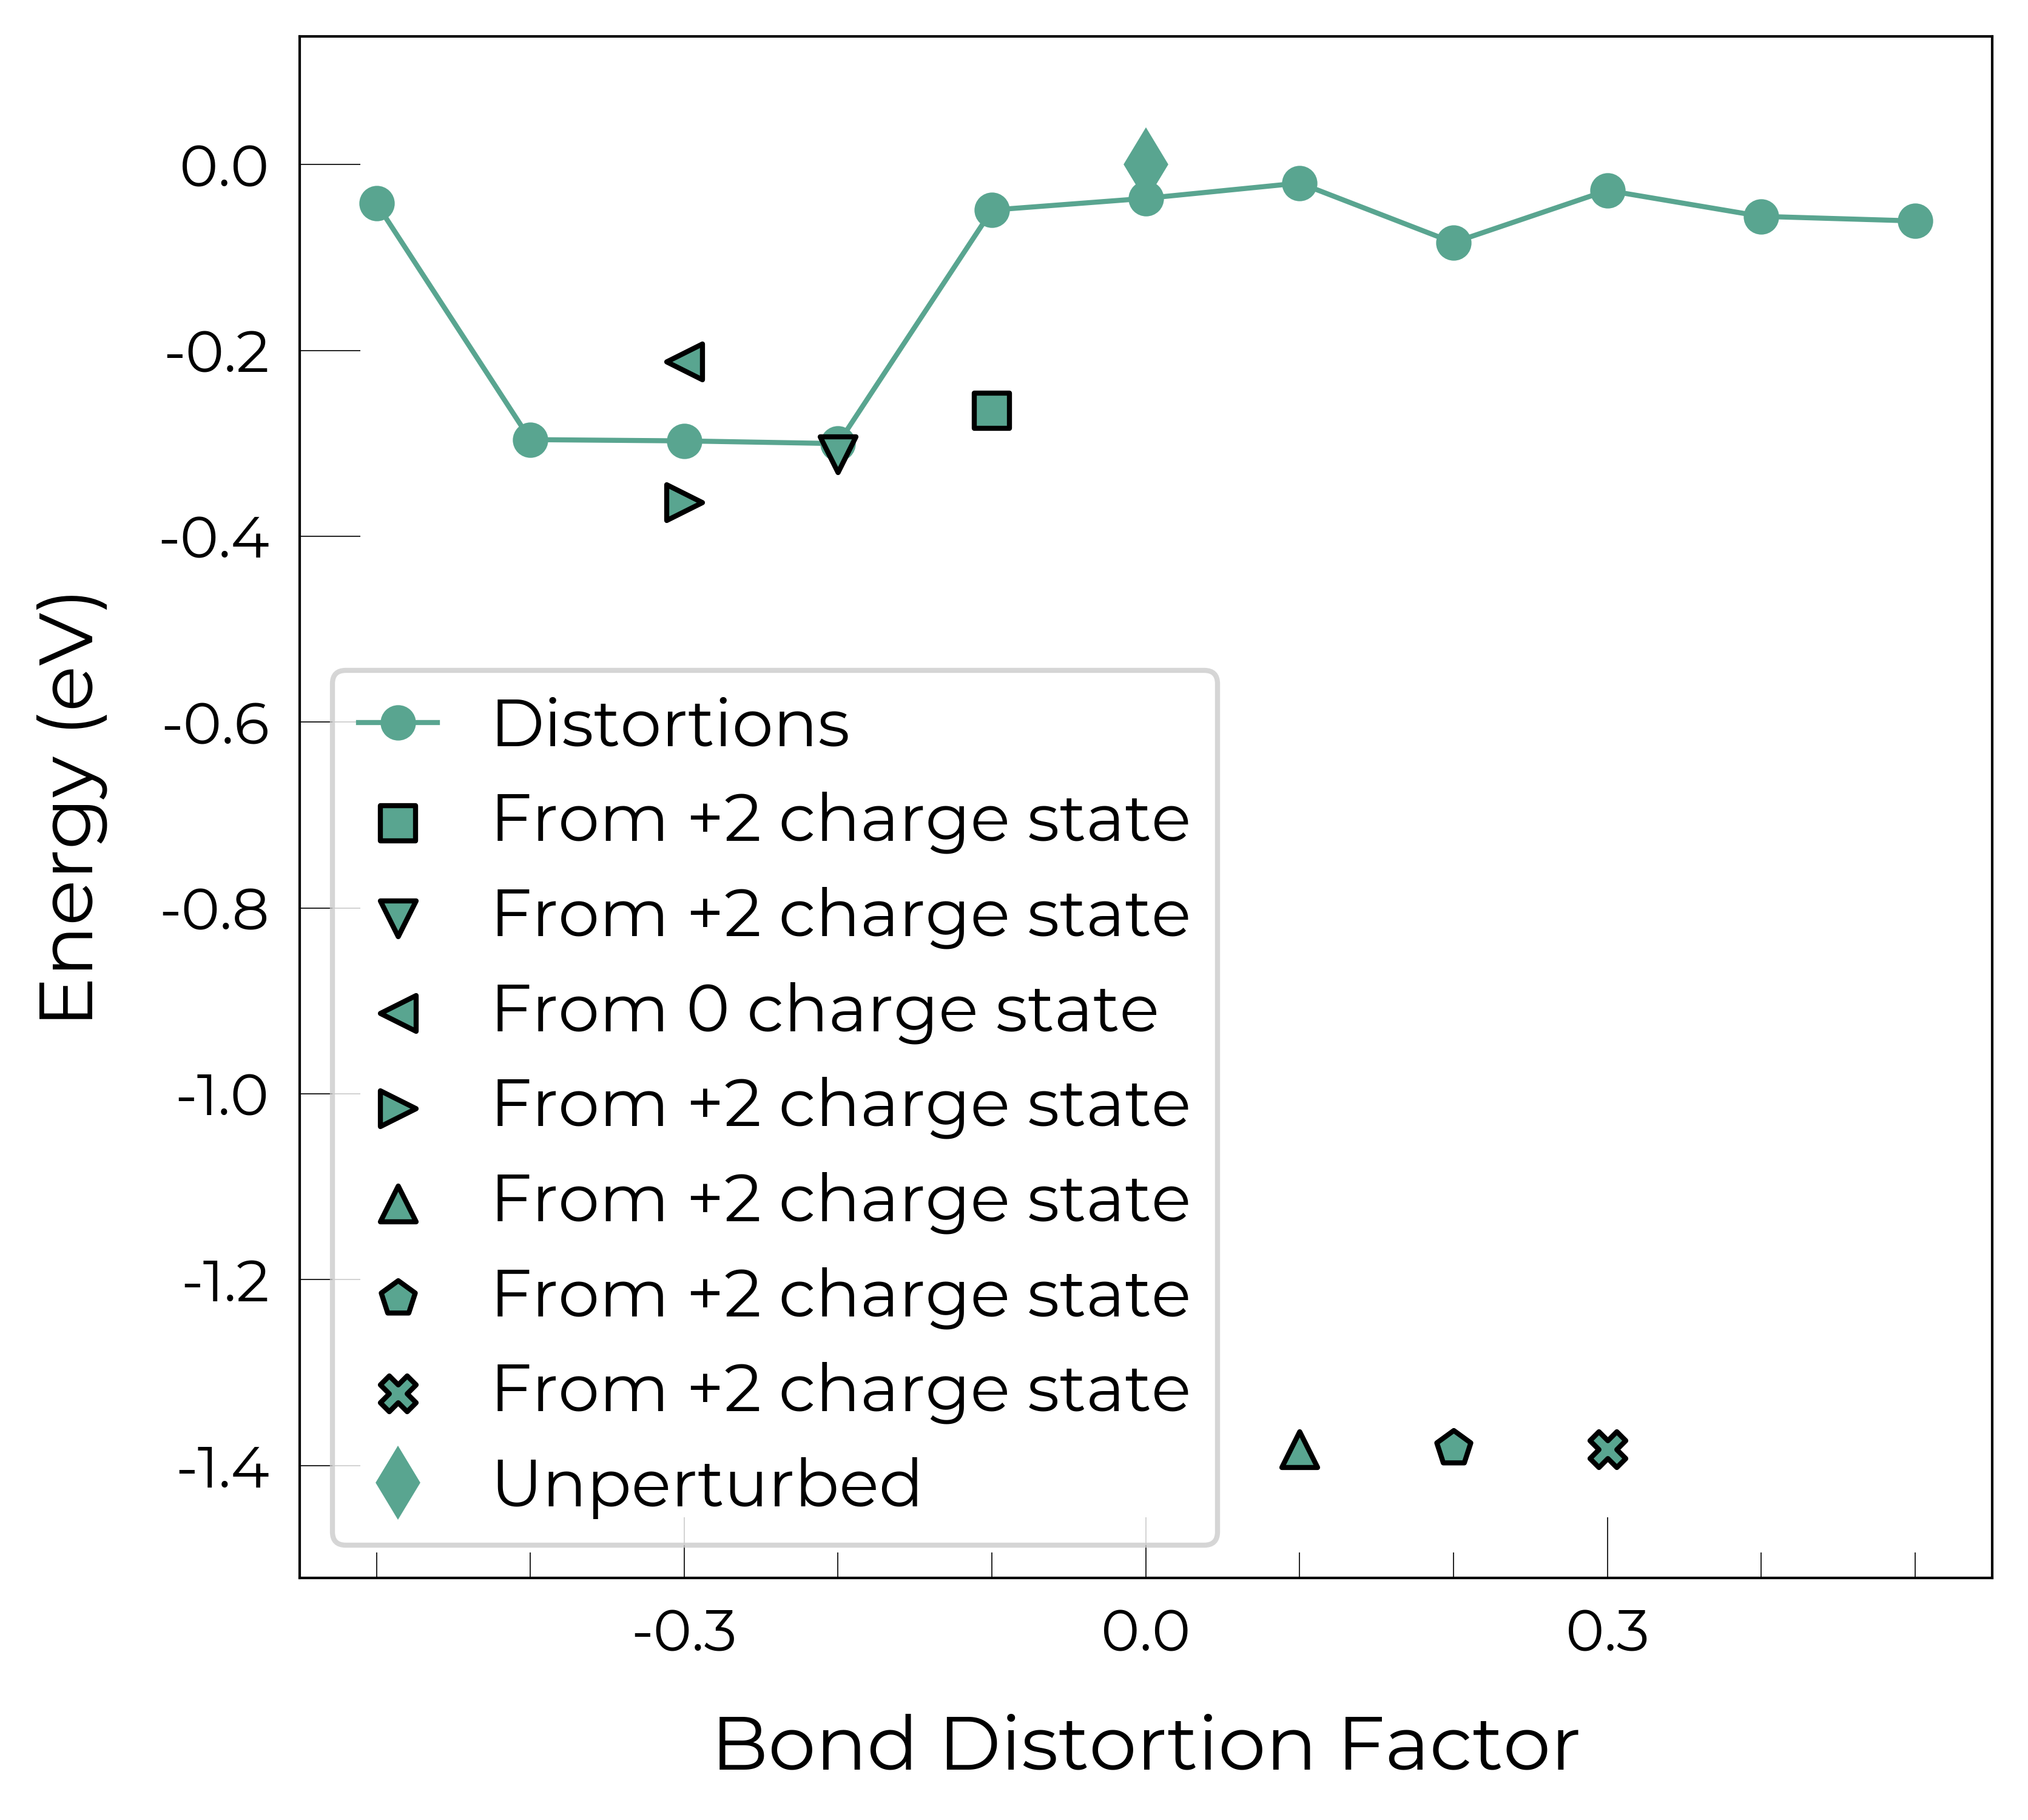 0.0
-0.2
-0.4
-0.6
-0.8
-1.0
-1.2
-1.4
Energy (eV)
Distortions
From +2 charge state
From +2 charge state
From 0 charge state
From +2 charge state
From +2 charge state
From +2 charge state
From +2 charge state
Unperturbed
-0.3 0.0 0.3
Bond Distortion Factor